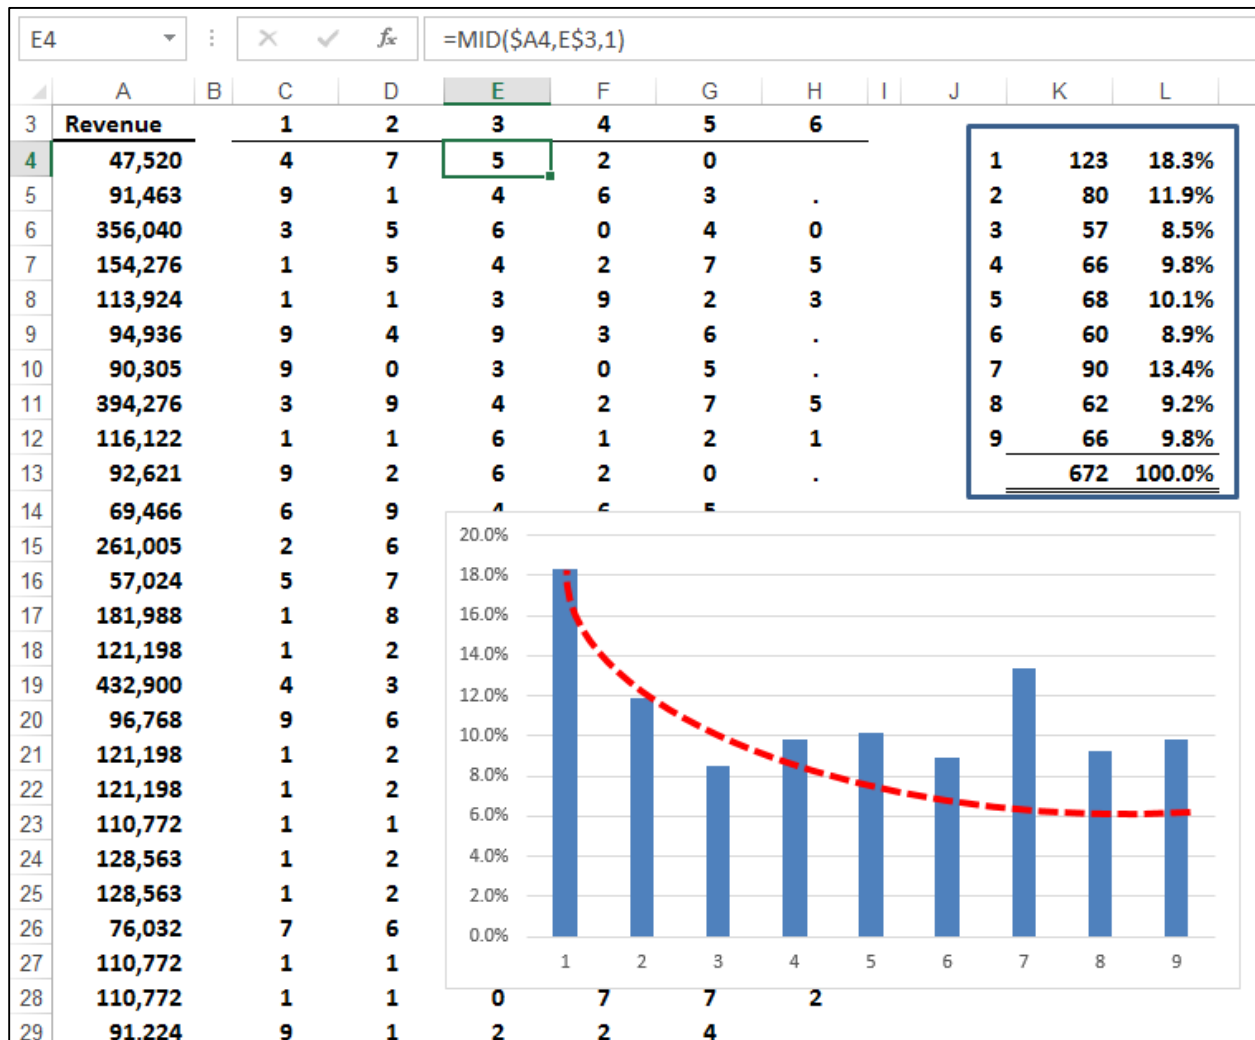 E4 fx =MID($A4,E$3,1)
A B C D E F G H I J K L
3 Revenue 1 2 3 4 5 6
4 47,520 4 7 5 2 0 1 123 18.3%
5 91,463 9 1 4 6 3 . 2 80 11.9%
6 356,040 3 5 6 0 4 0 3 57 8.5%
7 154,276 1 5 4 2 7 5 4 66 9.8%
8 113,924 1 1 3 9 2 3 5 68 10.1%
9 94,936 9 4 9 3 6 . 6 60 8.9%
10 90,305 9 0 3 0 5 . 7 90 13.4%
11 394,276 3 9 4 2 7 5 8 62 9.2%
12 116,122 1 1 6 1 2 1 9 66 9.8%
13 92,621 9 2 6 2 0 . 672 100.0%
14 69,466 6 9 4 6 5
15 261,005 2 6
16 57,024 5 7
17 181,988 1 8
18 121,198 1 2
19 432,900 4 3
20 96,768 9 6
21 121,198 1 2
22 121,198 1 2
23 110,772 1 1
24 128,563 1 2
25 128,563 1 2
26 76,032 7 6
27 110,772 1 1
28 110,772 1 1 0 7 7 2
29 91,224 9 1 2 2 4
20.0%
18.0%
16.0%
14.0%
12.0%
10.0%
8.0%
6.0%
4.0%
2.0%
0.0%
1 2 3 4 5 6 7 8 9